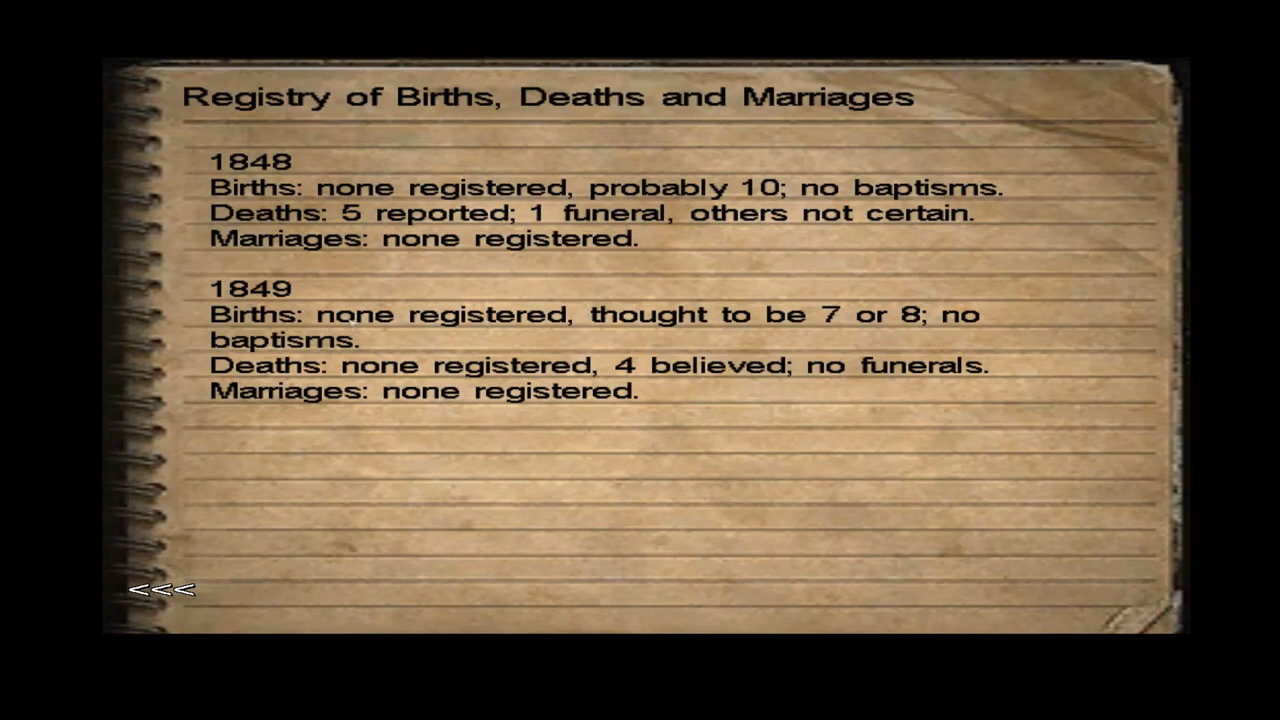 Registry of Births, Deaths and Marriages
1848
Births: none registered, probably 10; no baptisms.
Deaths: 5 reported; 1 funeral, others not certain.
Marriages: none registered.
1849
Births: none registered, thought to be 7 or 8; no
baptisms.
Deaths: none registered, 4 believed; no funerals.
Marriages: none registered.
<<<